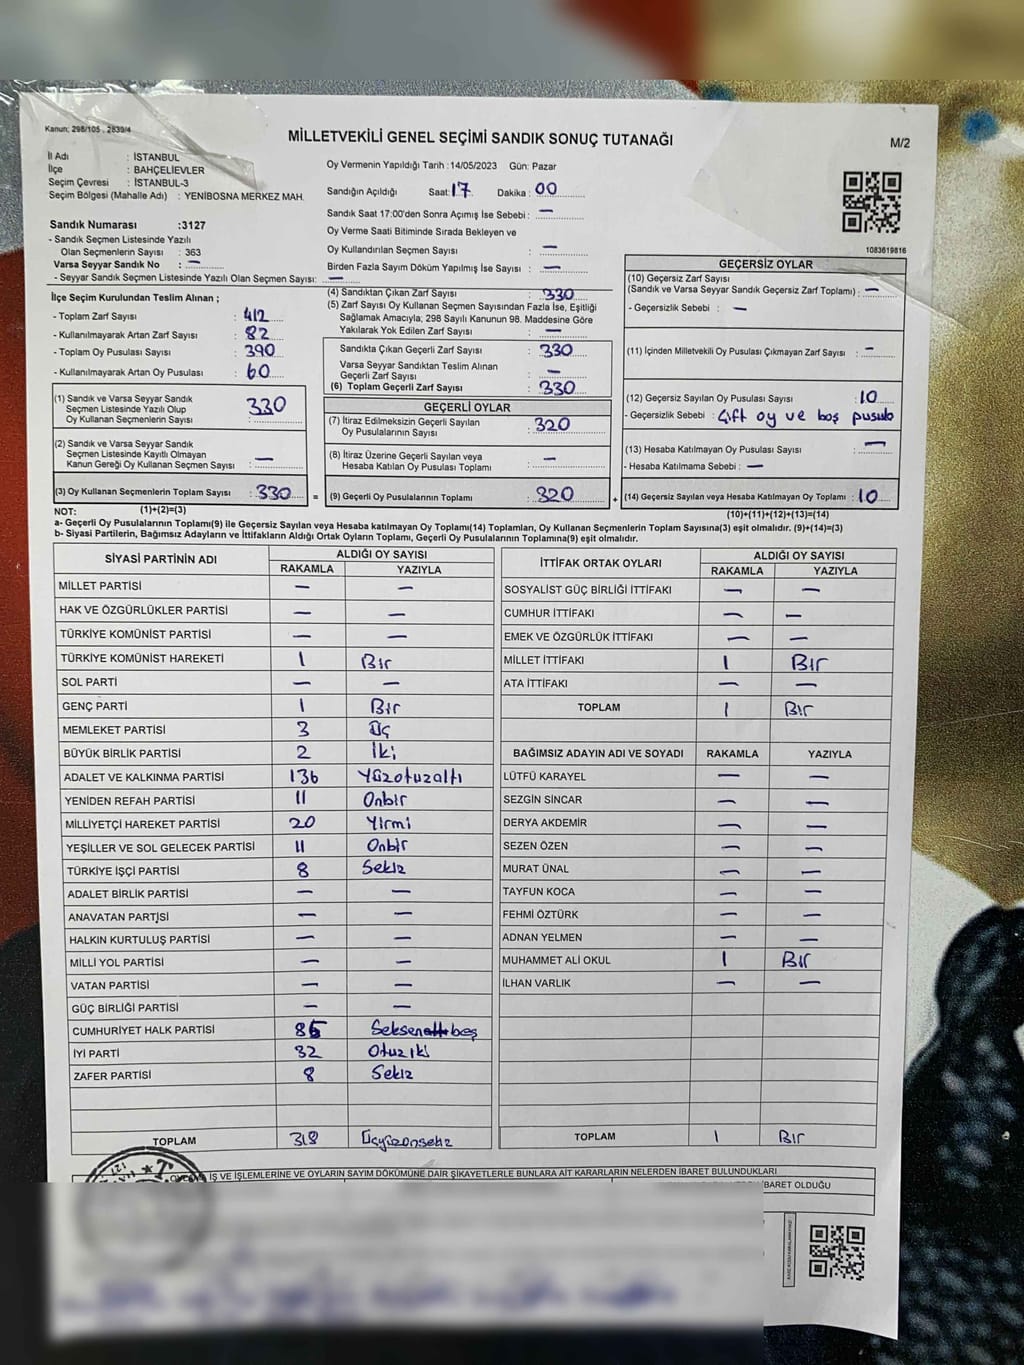 Kanun: 298/105 , 2839/4
MİLLETVEKİLİ GENEL SEÇİMİ SANDIK SONUÇ TUTANAĞI
M/2
İl Adı : İSTANBUL
İlçe : BAHÇELİEVLER
Seçim Çevresi : İSTANBUL-3
Seçim Bölgesi (Mahalle Adı) : YENİBOSNA MERKEZ MAH.
Oy Vermenin Yapıldığı Tarih : 14/05/2023 Gün: Pazar
Sandığın Açıldığı Saat: 17 Dakika : 00
Sandık Saat 17:00'den Sonra Açımış İse Sebebi : —
Oy Verme Saati Bitiminde Sırada Bekleyen ve
Oy Kullandırılan Seçmen Sayısı : —
Birden Fazla Sayım Döküm Yapılmış İse Sayısı : —
1083619816
Sandık Numarası :3127
- Sandık Seçmen Listesinde Yazılı
Olan Seçmenlerin Sayısı : 363
Varsa Seyyar Sandık No : —
- Seyyar Sandık Seçmen Listesinde Yazılı Olan Seçmen Sayısı: —
İlçe Seçim Kurulundan Teslim Alınan ;
- Toplam Zarf Sayısı : 412
- Kullanılmayarak Artan Zarf Sayısı : 82
- Toplam Oy Pusulası Sayısı : 390
- Kullanılmayarak Artan Oy Pusulası : 60
(1) Sandık ve Varsa Seyyar Sandık
Seçmen Listesinde Yazılı Olup
Oy Kullanan Seçmenlerin Sayısı : 330
(2) Sandık ve Varsa Seyyar Sandık
Seçmen Listesinde Kayıtlı Olmayan
Kanun Gereği Oy Kullanan Seçmen Sayısı : —
(3) Oy Kullanan Seçmenlerin Toplam Sayısı : 330 =
(4) Sandıktan Çıkan Zarf Sayısı : 330
(5) Zarf Sayısı Oy Kullanan Seçmen Sayısından Fazla İse, Eşitliği
Sağlamak Amacıyla; 298 Sayılı Kanunun 98. Maddesine Göre
Yakılarak Yok Edilen Zarf Sayısı : —
Sandıkta Çıkan Geçerli Zarf Sayısı : 330
Varsa Seyyar Sandıktan Teslim Alınan
Geçerli Zarf Sayısı : —
(6) Toplam Geçerli Zarf Sayısı : 330
GEÇERLİ OYLAR
(7) İtiraz Edilmeksizin Geçerli Sayılan
Oy Pusulalarının Sayısı : 320
(8) İtiraz Üzerine Geçerli Sayılan veya
Hesaba Katılan Oy Pusulası Toplamı : —
(9) Geçerli Oy Pusulalarının Toplamı : 320 +
GEÇERSİZ OYLAR
(10) Geçersiz Zarf Sayısı
(Sandık ve Varsa Seyyar Sandık Geçersiz Zarf Toplamı) : —
- Geçersizlik Sebebi : —
(11) İçinden Milletvekili Oy Pusulası Çıkmayan Zarf Sayısı : —
(12) Geçersiz Sayılan Oy Pusulası Sayısı : 10
- Geçersizlik Sebebi : Çift oy ve boş pusula
(13) Hesaba Katılmayan Oy Pusulası Sayısı : —
- Hesaba Katılmama Sebebi : —
(14) Geçersiz Sayılan veya Hesaba Katılmayan Oy Toplamı : 10
NOT: (1)+(2)=(3)
(10)+(11)+(12)+(13)=(14)
a- Geçerli Oy Pusulalarının Toplamı(9) ile Geçersiz Sayılan veya Hesaba katılmayan Oy Toplamı(14) Toplamları, Oy Kullanan Seçmenlerin Toplam Sayısına(3) eşit olmalıdır. (9)+(14)=(3)
b- Siyasi Partilerin, Bağımsız Adayların ve İttifakların Aldığı Ortak Oyların Toplamı, Geçerli Oy Pusulalarının Toplamına(9) eşit olmalıdır.
SİYASİ PARTİNİN ADI ALDIĞI OY SAYISI
RAKAMLA YAZIYLA
MİLLET PARTİSİ — —
HAK VE ÖZGÜRLÜKLER PARTİSİ — —
TÜRKİYE KOMÜNİST PARTİSİ — —
TÜRKİYE KOMÜNİST HAREKETİ 1 Bir
SOL PARTİ — —
GENÇ PARTİ 1 Bir
MEMLEKET PARTİSİ 3 Üç
BÜYÜK BİRLİK PARTİSİ 2 İki
ADALET VE KALKINMA PARTİSİ 136 Yüzotuzaltı
YENİDEN REFAH PARTİSİ 11 Onbir
MİLLİYETÇİ HAREKET PARTİSİ 20 Yirmi
YEŞİLLER VE SOL GELECEK PARTİSİ 11 Onbir
TÜRKİYE İŞÇİ PARTİSİ 8 Sekiz
ADALET BİRLİK PARTİSİ — —
ANAVATAN PARTİSİ — —
HALKIN KURTULUŞ PARTİSİ — —
MİLLİ YOL PARTİSİ — —
VATAN PARTİSİ — —
GÜÇ BİRLİĞİ PARTİSİ — —
CUMHURİYET HALK PARTİSİ 85 Seksen beş
İYİ PARTİ 32 Otuziki
ZAFER PARTİSİ 8 Sekiz
TOPLAM 318 Üçyüzonsekiz
İTTİFAK ORTAK OYLARI ALDIĞI OY SAYISI
RAKAMLA YAZIYLA
SOSYALİST GÜÇ BİRLİĞİ İTTİFAKI — —
CUMHUR İTTİFAKI — —
EMEK VE ÖZGÜRLÜK İTTİFAKI — —
MİLLET İTTİFAKI 1 Bir
ATA İTTİFAKI — —
TOPLAM 1 Bir
BAĞIMSIZ ADAYIN ADI VE SOYADI RAKAMLA YAZIYLA
LÜTFÜ KARAYEL — —
SEZGİN SİNCAR — —
DERYA AKDEMİR — —
SEZEN ÖZEN — —
MURAT ÜNAL — —
TAYFUN KOCA — —
FEHMİ ÖZTÜRK — —
ADNAN YELMEN — —
MUHAMMET ALİ OKUL 1 Bir
İLHAN VARLIK — —
TOPLAM 1 Bir
İŞ VE İŞLEMLERİNE VE OYLARIN SAYIM DÖKÜMÜNE DAİR ŞİKAYETLERLE BUNLARA AİT KARARLARIN NELERDEN İBARET BULUNDUKLARI
İBARET OLDUĞU